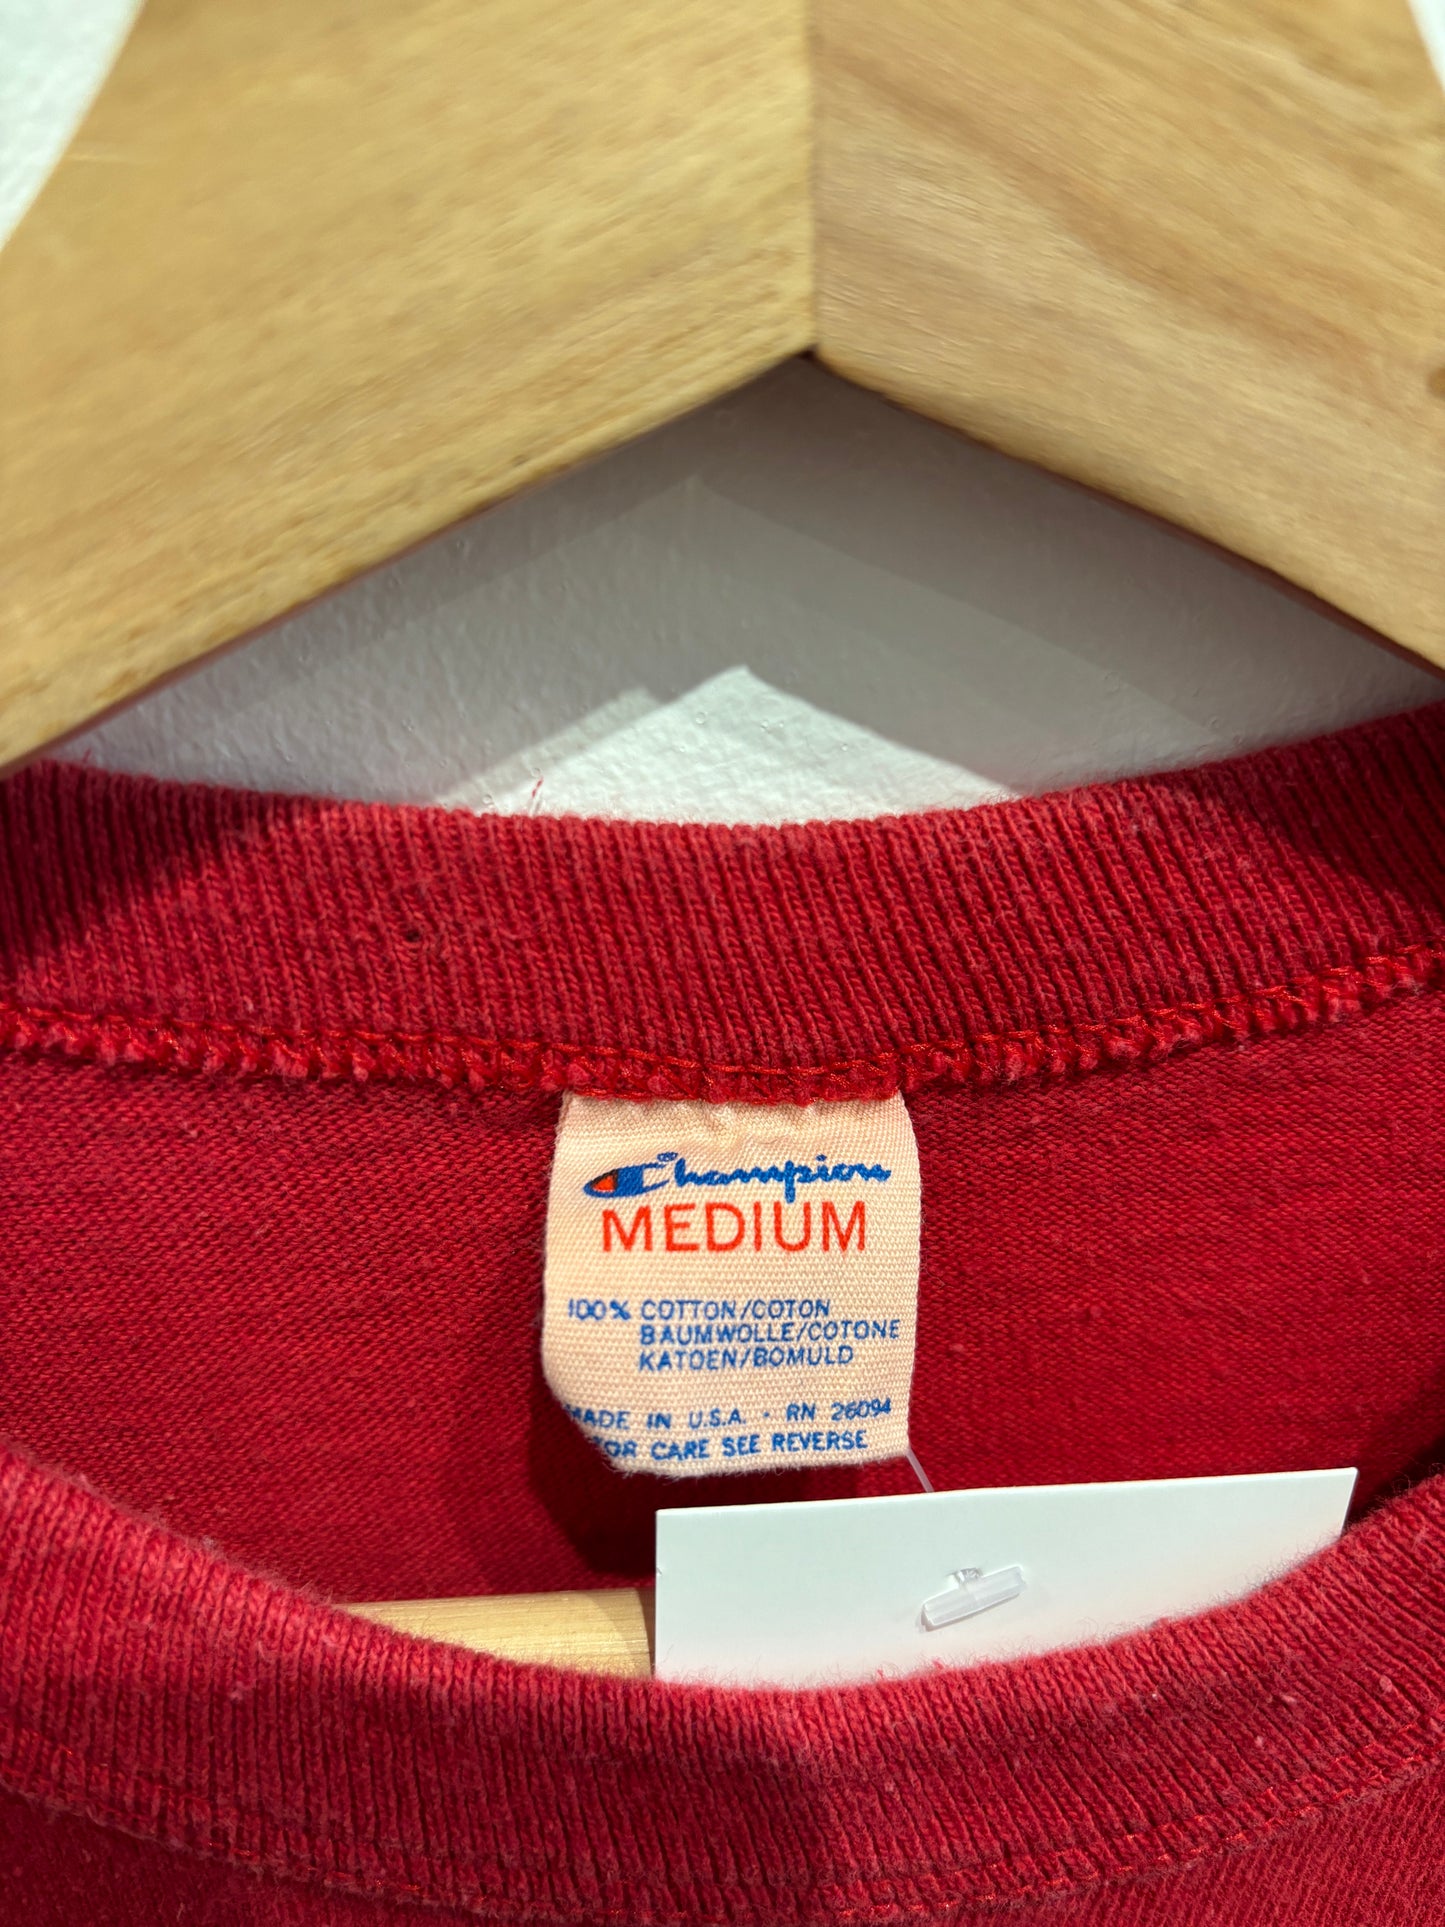 Champion
MEDIUM
100% COTTON/COTON
BAUMWOLLE/COTONE
KATOEN/BOMULD
MADE IN U.S.A. · RN 26094
FOR CARE SEE REVERSE